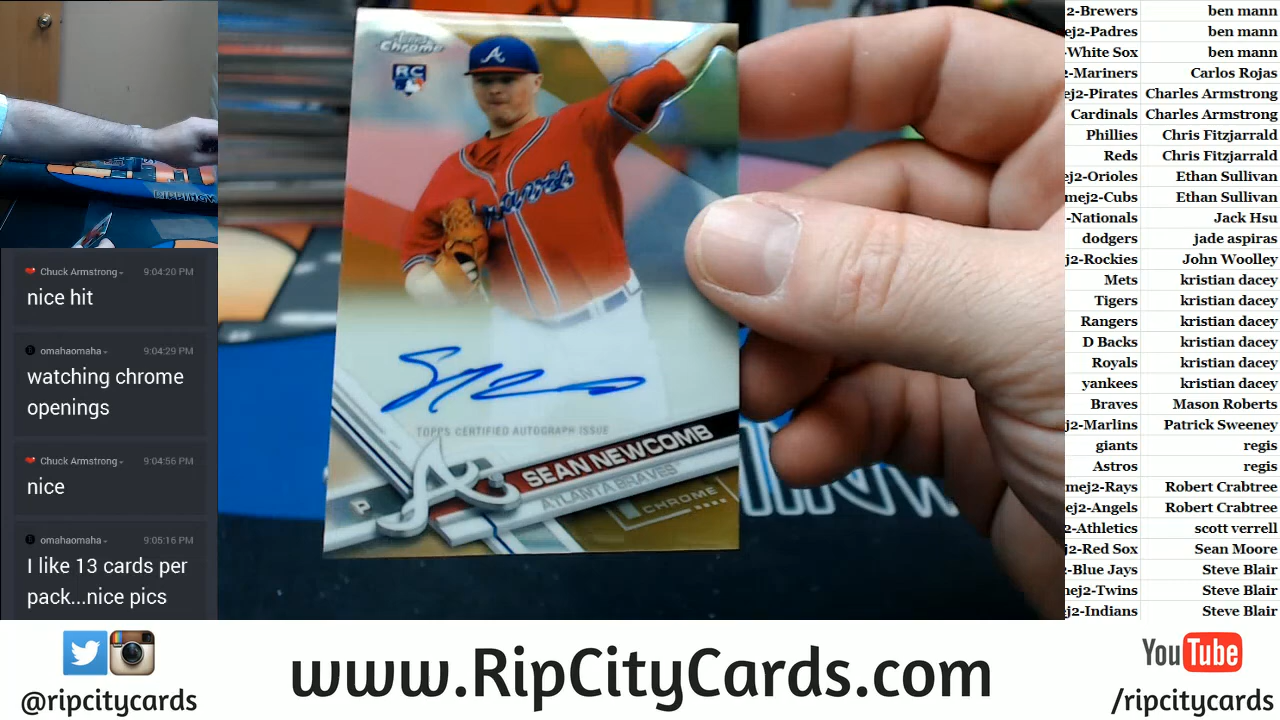 RIPPING
Chuck Armstrong 9:04:20 PM
nice hit
omahaomaha 9:04:29 PM
watching chrome
openings
Chuck Armstrong 9:04:56 PM
nice
omahaomaha 9:05:16 PM
I like 13 cards per
pack...nice pics
Topps
Chrome
RC
A
Braves
TOPPS CERTIFIED AUTOGRAPH ISSUE
SEAN NEWCOMB
ATLANTA BRAVES
P
A
CHROME
2-Brewers ben mann
ej2-Padres ben mann
-White Sox ben mann
2-Mariners Carlos Rojas
ej2-Pirates Charles Armstrong
Cardinals Charles Armstrong
Phillies Chris Fitzjarrald
Reds Chris Fitzjarrald
ej2-Orioles Ethan Sullivan
mej2-Cubs Ethan Sullivan
-Nationals Jack Hsu
dodgers jade aspiras
j2-Rockies John Woolley
Mets kristian dacey
Tigers kristian dacey
Rangers kristian dacey
D Backs kristian dacey
Royals kristian dacey
yankees kristian dacey
Braves Mason Roberts
j2-Marlins Patrick Sweeney
giants regis
Astros regis
mej2-Rays Robert Crabtree
ej2-Angels Robert Crabtree
2-Athletics scott verrell
j2-Red Sox Sean Moore
-Blue Jays Steve Blair
nej2-Twins Steve Blair
ej2-Indians Steve Blair
@ripcitycards
www.RipCityCards.com
YouTube
/ripcitycards